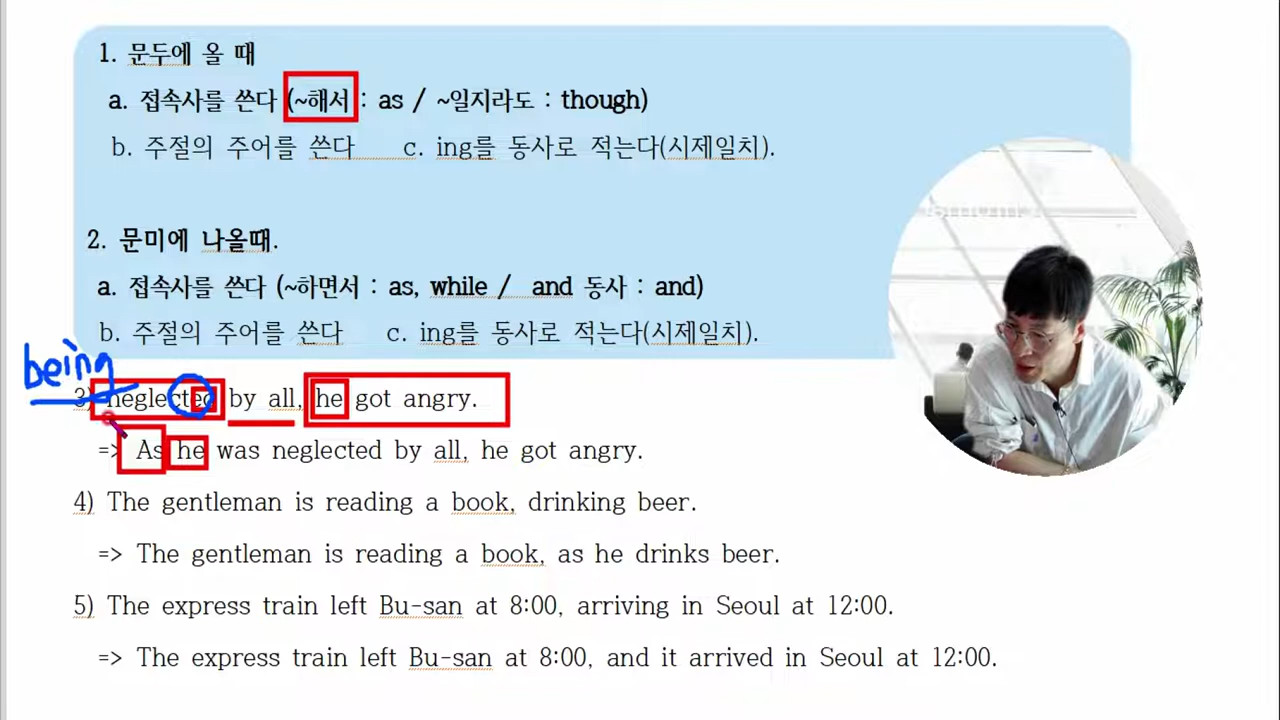 1. 문두에 올 때
a. 접속사를 쓴다 (~해서 : as / ~일지라도 : though)
b. 주절의 주어를 쓴다 c. ing를 동사로 적는다(시제일치).
2. 문미에 나올때.
a. 접속사를 쓴다 (~하면서 : as, while / and 동사 : and)
b. 주절의 주어를 쓴다 c. ing를 동사로 적는다(시제일치).
being
3) neglected by all, he got angry.
=> As he was neglected by all, he got angry.
4) The gentleman is reading a book, drinking beer.
=> The gentleman is reading a book, as he drinks beer.
5) The express train left Bu-san at 8:00, arriving in Seoul at 12:00.
=> The express train left Bu-san at 8:00, and it arrived in Seoul at 12:00.